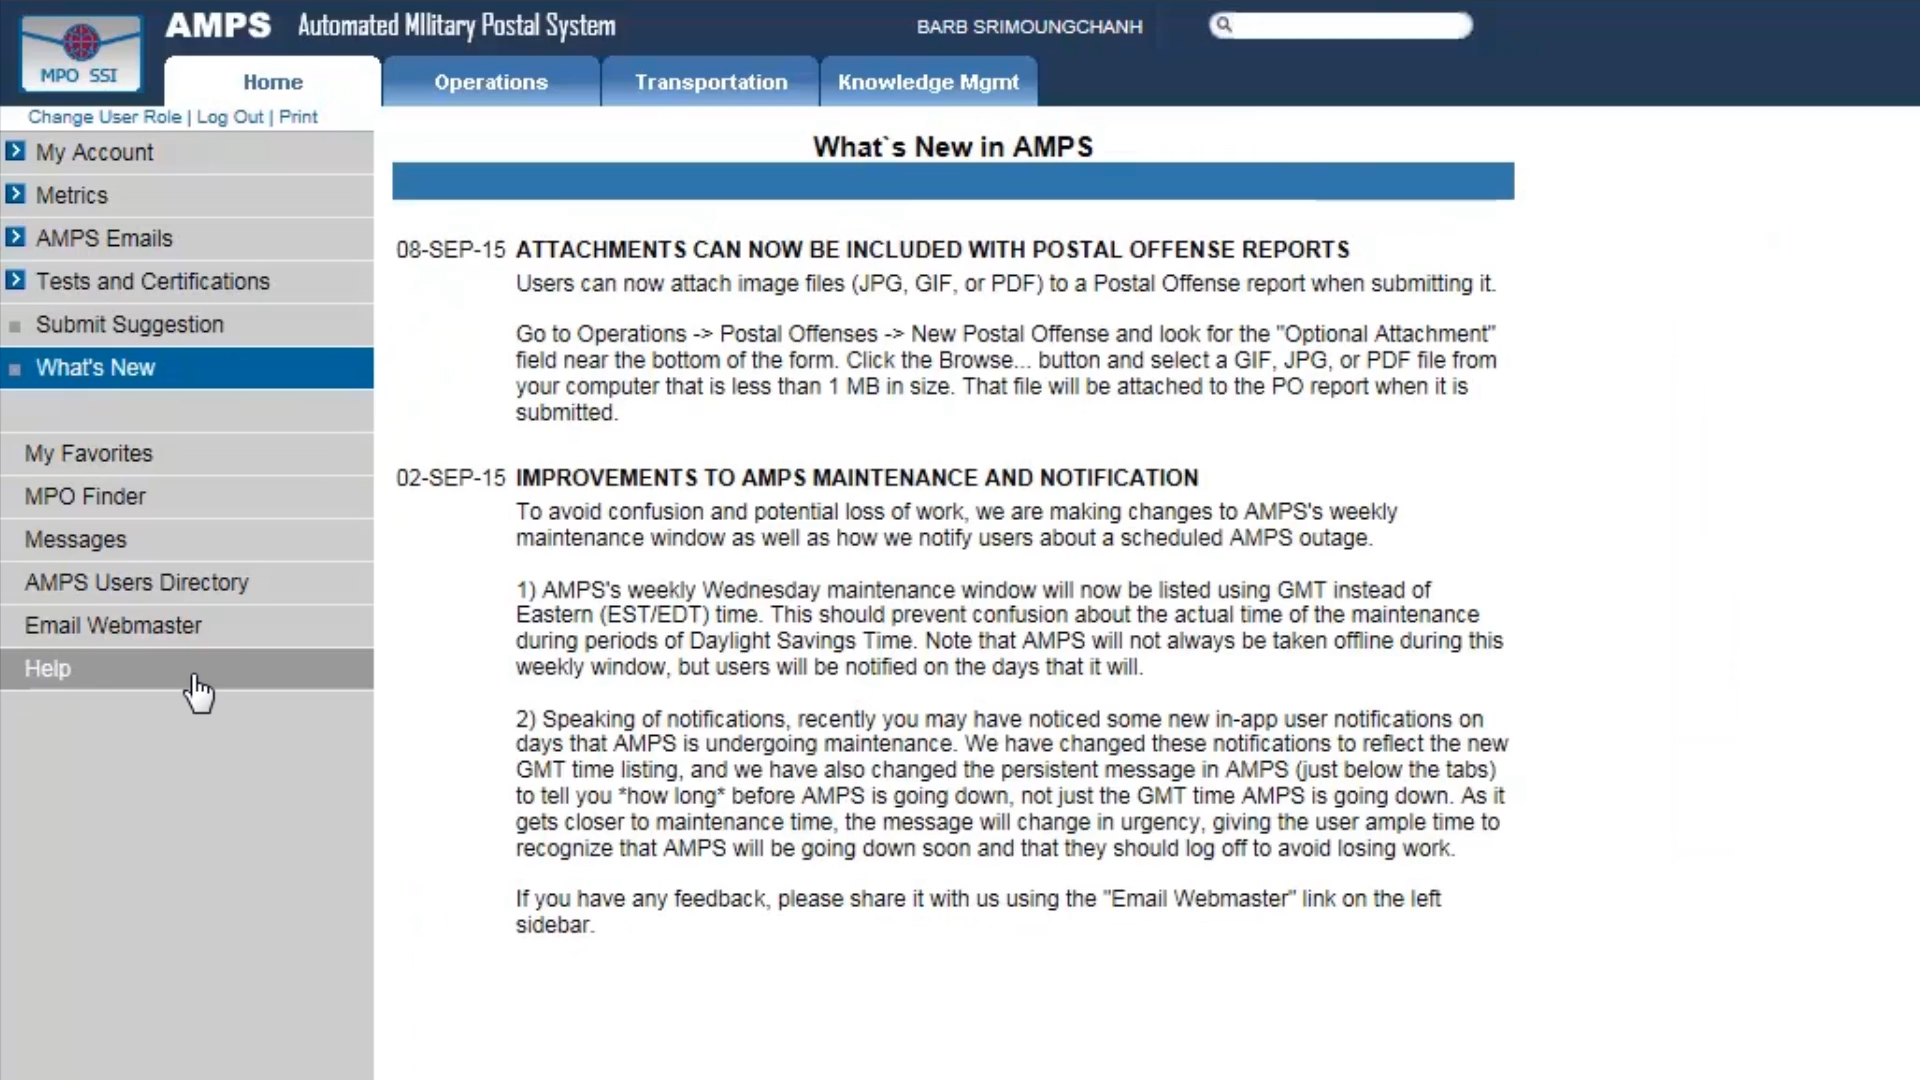 AMPS Automated MIlitary Postal System
BARB SRIMOUNGCHANH
MPO SSI
Home
Operations
Transportation
Knowledge Mgmt
Change User Role | Log Out | Print
My Account
Metrics
AMPS Emails
Tests and Certifications
Submit Suggestion
What's New
My Favorites
MPO Finder
Messages
AMPS Users Directory
Email Webmaster
Help
What`s New in AMPS
08-SEP-15 ATTACHMENTS CAN NOW BE INCLUDED WITH POSTAL OFFENSE REPORTS
Users can now attach image files (JPG, GIF, or PDF) to a Postal Offense report when submitting it.
Go to Operations -> Postal Offenses -> New Postal Offense and look for the "Optional Attachment"
field near the bottom of the form. Click the Browse... button and select a GIF, JPG, or PDF file from
your computer that is less than 1 MB in size. That file will be attached to the PO report when it is
submitted.
02-SEP-15 IMPROVEMENTS TO AMPS MAINTENANCE AND NOTIFICATION
To avoid confusion and potential loss of work, we are making changes to AMPS's weekly
maintenance window as well as how we notify users about a scheduled AMPS outage.
1) AMPS's weekly Wednesday maintenance window will now be listed using GMT instead of
Eastern (EST/EDT) time. This should prevent confusion about the actual time of the maintenance
during periods of Daylight Savings Time. Note that AMPS will not always be taken offline during this
weekly window, but users will be notified on the days that it will.
2) Speaking of notifications, recently you may have noticed some new in-app user notifications on
days that AMPS is undergoing maintenance. We have changed these notifications to reflect the new
GMT time listing, and we have also changed the persistent message in AMPS (just below the tabs)
to tell you *how long* before AMPS is going down, not just the GMT time AMPS is going down. As it
gets closer to maintenance time, the message will change in urgency, giving the user ample time to
recognize that AMPS will be going down soon and that they should log off to avoid losing work.
If you have any feedback, please share it with us using the "Email Webmaster" link on the left
sidebar.